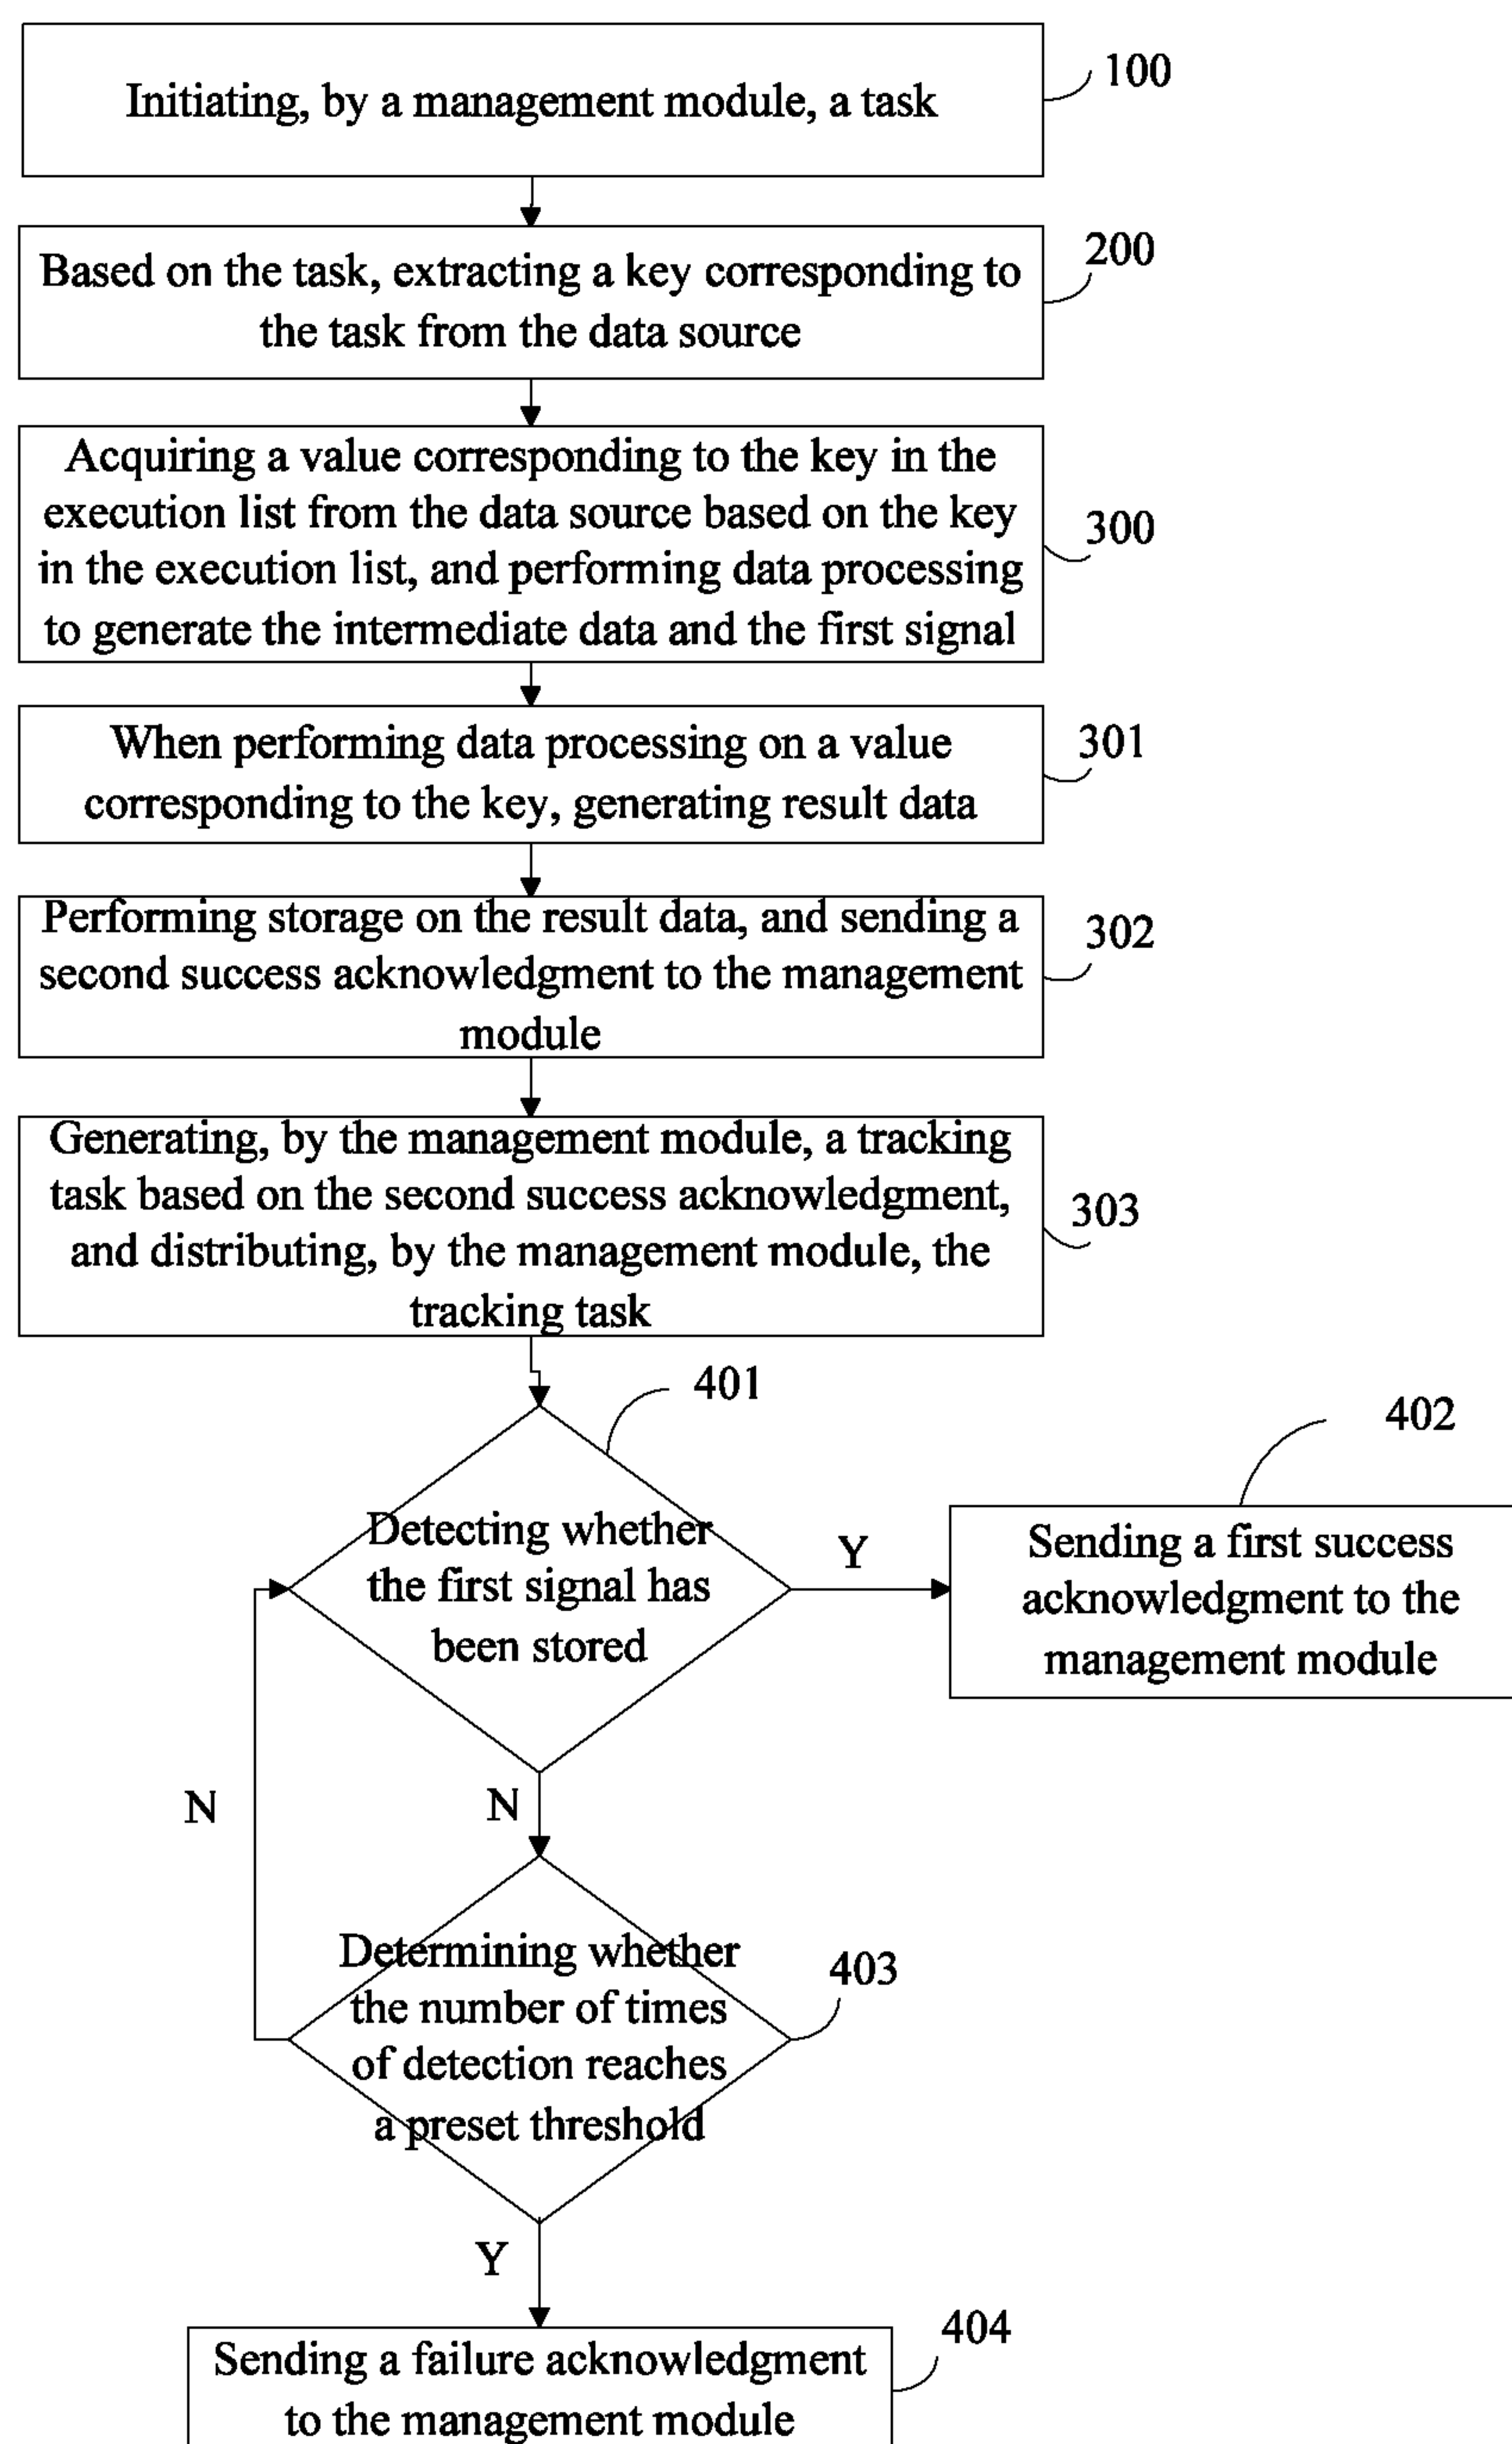 Initiating, by a management module, a task
100
Based on the task, extracting a key corresponding to
the task from the data source
200
Acquiring a value corresponding to the key in the
execution list from the data source based on the key
in the execution list, and performing data processing
to generate the intermediate data and the first signal
300
When performing data processing on a value
corresponding to the key, generating result data
301
Performing storage on the result data, and sending a
second success acknowledgment to the management
module
302
Generating, by the management module, a tracking
task based on the second success acknowledgment,
and distributing, by the management module, the
tracking task
303
401
Detecting whether
the first signal has
been stored
Y
402
Sending a first success
acknowledgment to the
management module
N
N
Determining whether
the number of times
of detection reaches
a preset threshold
403
Y
Sending a failure acknowledgment
to the management module
404